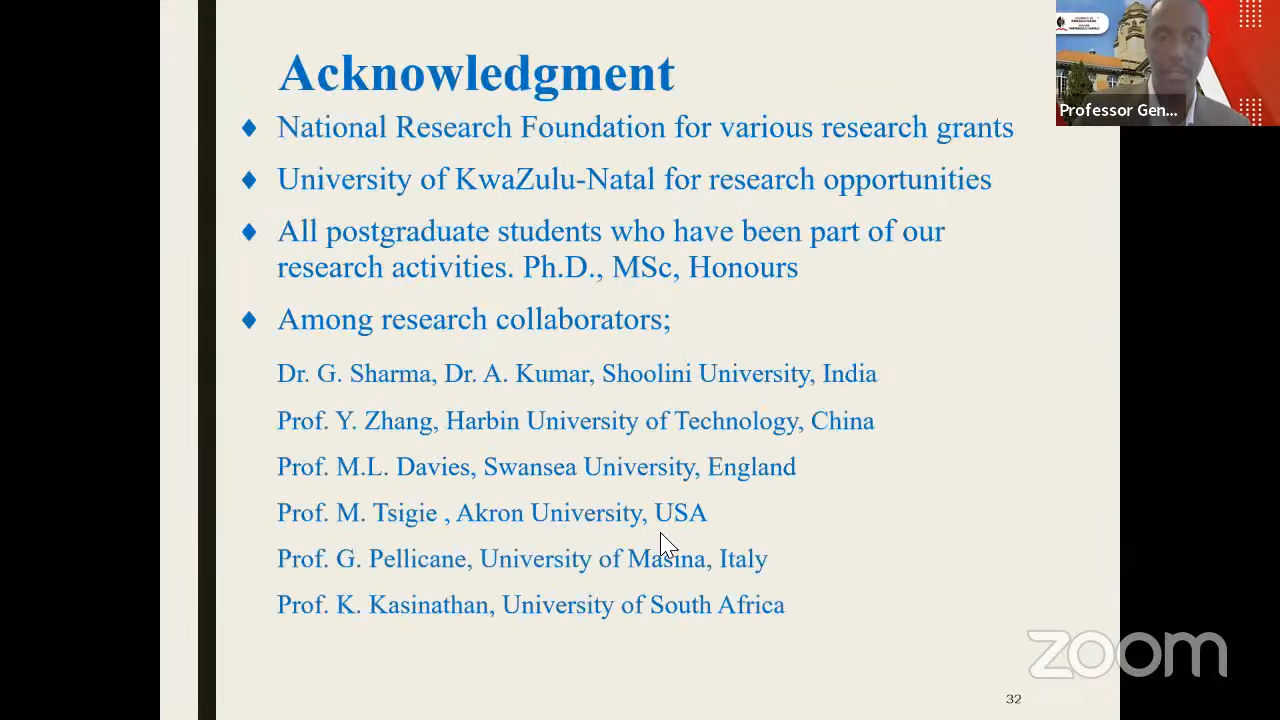 Acknowledgment
♦ National Research Foundation for various research grants
♦ University of KwaZulu-Natal for research opportunities
♦ All postgraduate students who have been part of our
research activities. Ph.D., MSc, Honours
♦ Among research collaborators;
Dr. G. Sharma, Dr. A. Kumar, Shoolini University, India
Prof. Y. Zhang, Harbin University of Technology, China
Prof. M.L. Davies, Swansea University, England
Prof. M. Tsigie , Akron University, USA
Prof. G. Pellicane, University of Masina, Italy
Prof. K. Kasinathan, University of South Africa
32
Professor Gen...
zoom